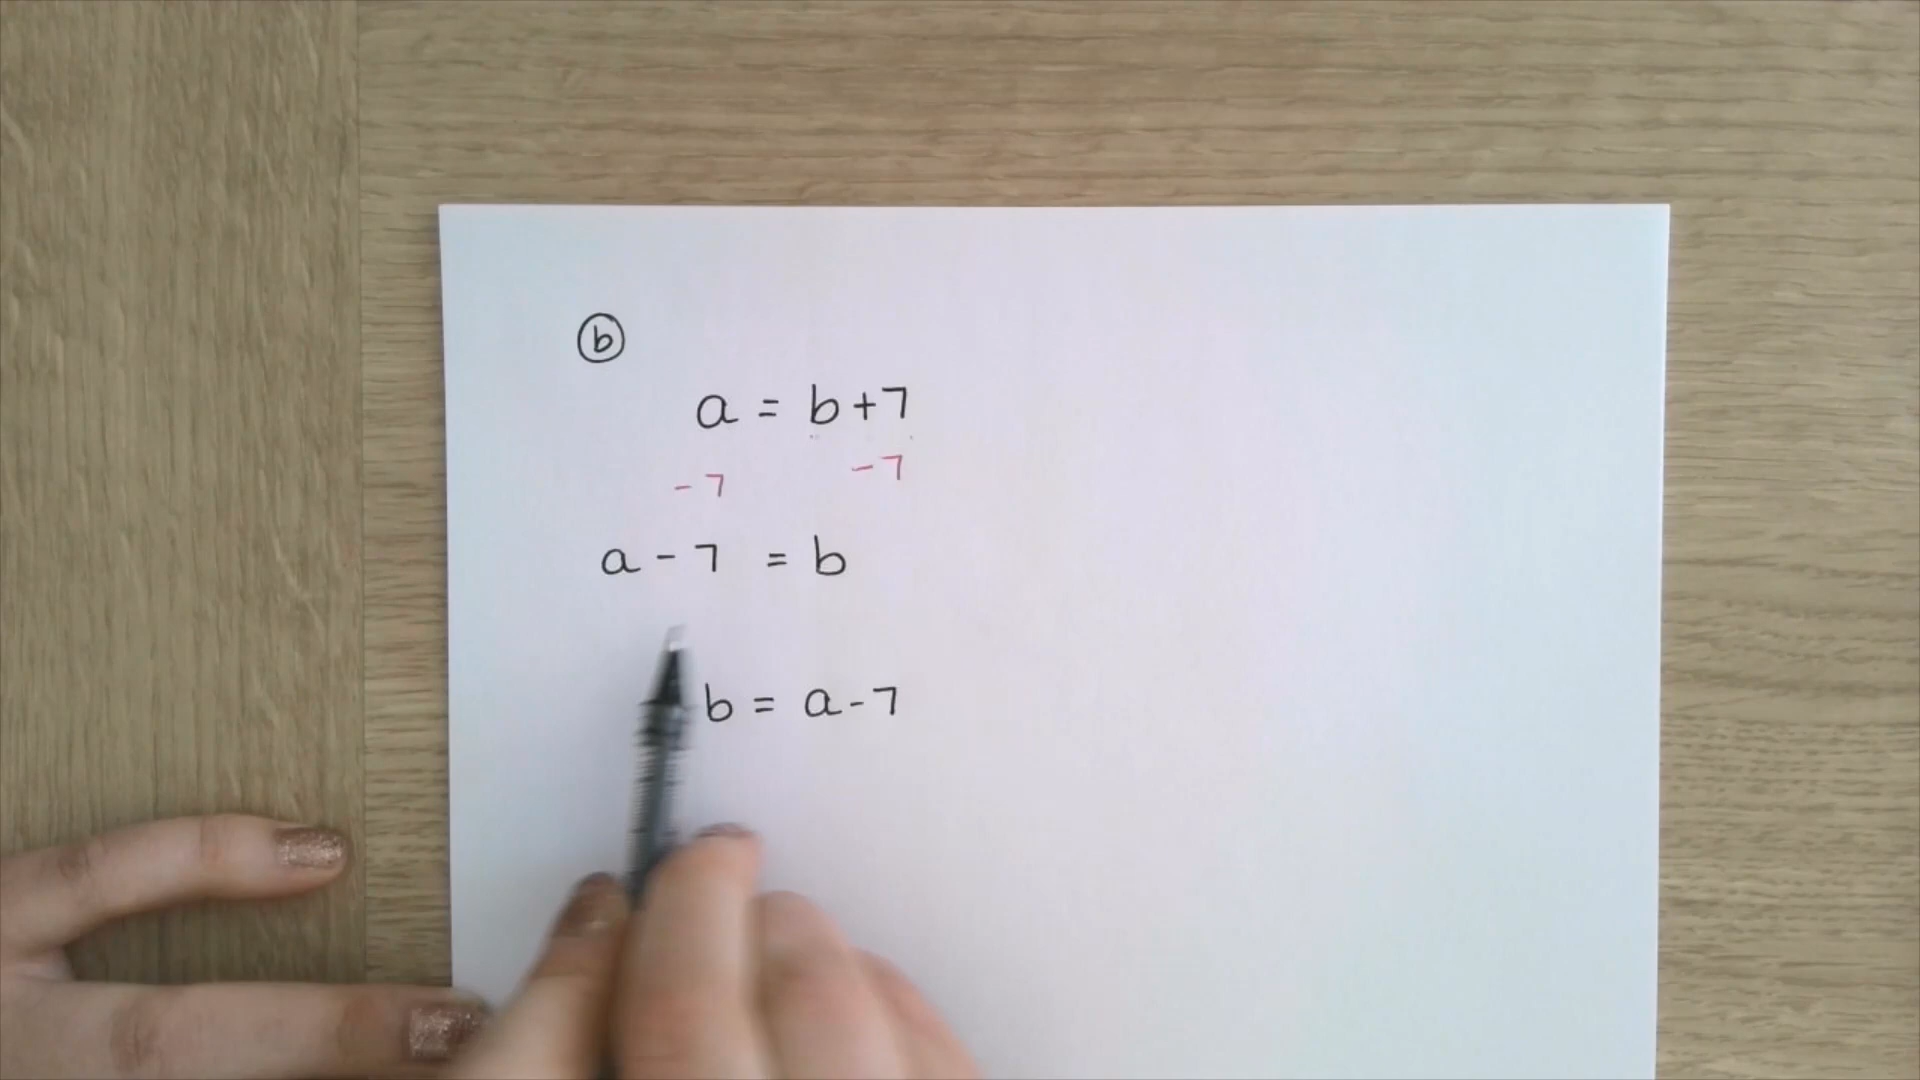 b
a = b + 7
- 7 - 7
a - 7 = b
b = a - 7